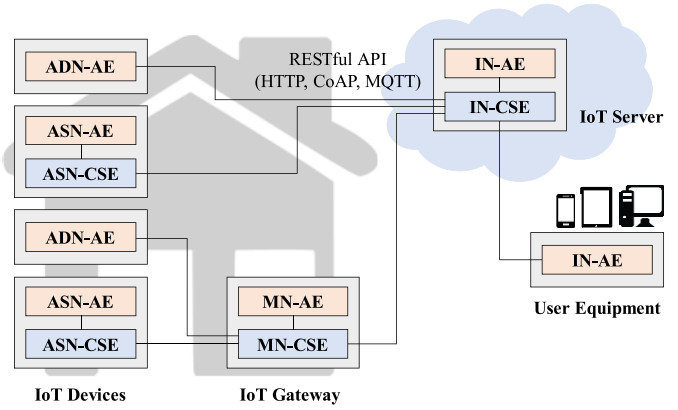 ADN-AE
ASN-AE
ASN-CSE
ADN-AE
ASN-AE
ASN-CSE
IoT Devices
MN-AE
MN-CSE
IoT Gateway
RESTful API
(HTTP, CoAP, MQTT)
IN-AE
IN-CSE
IoT Server
IN-AE
User Equipment